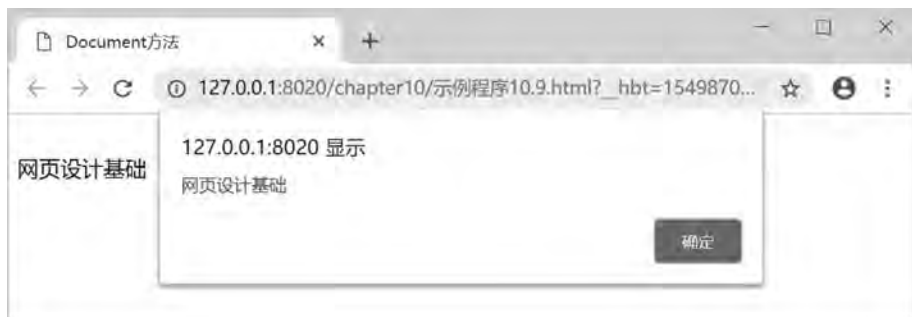 Document方法
127.0.0.1:8020/chapter10/示例程序10.9.html?__hbt=1549870...
127.0.0.1:8020 显示
网页设计基础
网页设计基础
确定